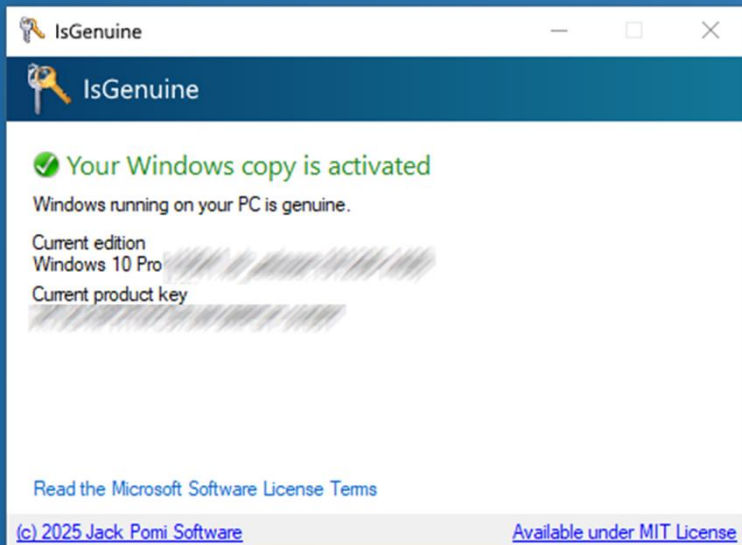 IsGenuine
IsGenuine
Your Windows copy is activated
Windows running on your PC is genuine.
Current edition
Windows 10 Pro
Current product key
Read the Microsoft Software License Terms
(c) 2025 Jack Pomi Software Available under MIT License